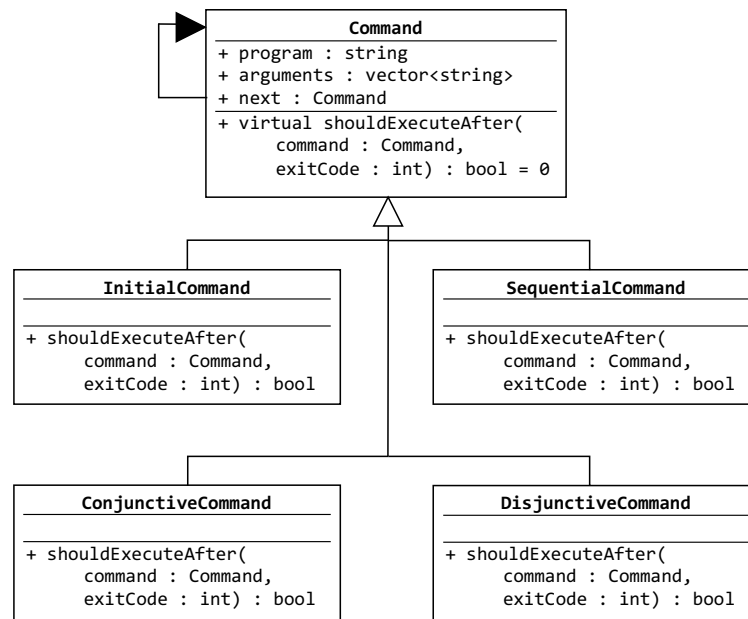 Command
+ program : string
+ arguments : vector<string>
+ next : Command
+ virtual shouldExecuteAfter(
command : Command,
exitCode : int) : bool = 0
InitialCommand
+ shouldExecuteAfter(
command : Command,
exitCode : int) : bool
SequentialCommand
+ shouldExecuteAfter(
command : Command,
exitCode : int) : bool
ConjunctiveCommand
+ shouldExecuteAfter(
command : Command,
exitCode : int) : bool
DisjunctiveCommand
+ shouldExecuteAfter(
command : Command,
exitCode : int) : bool